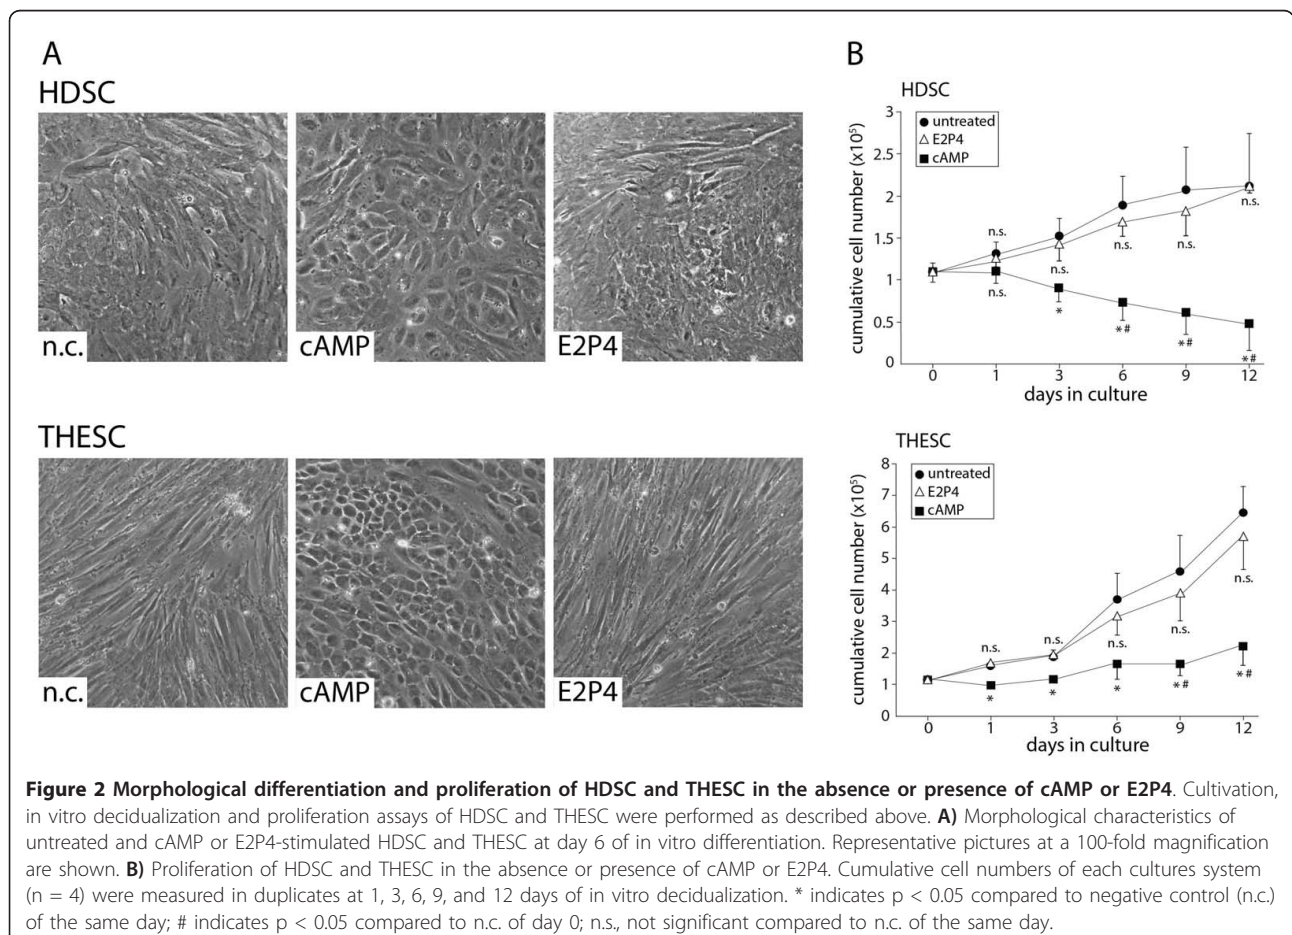 A
HDSC
n.c.
cAMP
E2P4
THESC
n.c.
cAMP
E2P4
B
HDSC
cumulative cell number (x10⁵)
3
2.5
2
1.5
1
0.5
0
untreated
E2P4
cAMP
n.s.
n.s.
n.s.
n.s.
n.s.
n.s.
*
*#
*#
*#
0 1 3 6 9 12
days in culture
THESC
cumulative cell number (x10⁵)
8
7
6
5
4
3
2
1
0
untreated
E2P4
cAMP
n.s.
n.s.
n.s.
n.s.
n.s.
*
*
*
*#
*#
0 1 3 6 9 12
days in culture
Figure 2 Morphological differentiation and proliferation of HDSC and THESC in the absence or presence of cAMP or E2P4. Cultivation,
in vitro decidualization and proliferation assays of HDSC and THESC were performed as described above. A) Morphological characteristics of
untreated and cAMP or E2P4-stimulated HDSC and THESC at day 6 of in vitro differentiation. Representative pictures at a 100-fold magnification
are shown. B) Proliferation of HDSC and THESC in the absence or presence of cAMP or E2P4. Cumulative cell numbers of each cultures system
(n = 4) were measured in duplicates at 1, 3, 6, 9, and 12 days of in vitro decidualization. * indicates p < 0.05 compared to negative control (n.c.)
of the same day; # indicates p < 0.05 compared to n.c. of day 0; n.s., not significant compared to n.c. of the same day.